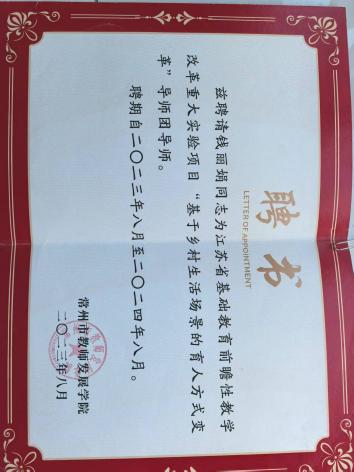 聘书
LETTER OF APPOINTMENT
兹聘请钱丽娟同志为江苏省基础教育前瞻性教学
改革重大实验项目“基于乡村生活场景的育人方式变
革”导师团导师。
聘期自二〇二三年八月至二〇二四年八月。
常州市教师发展学院
二〇二三年八月